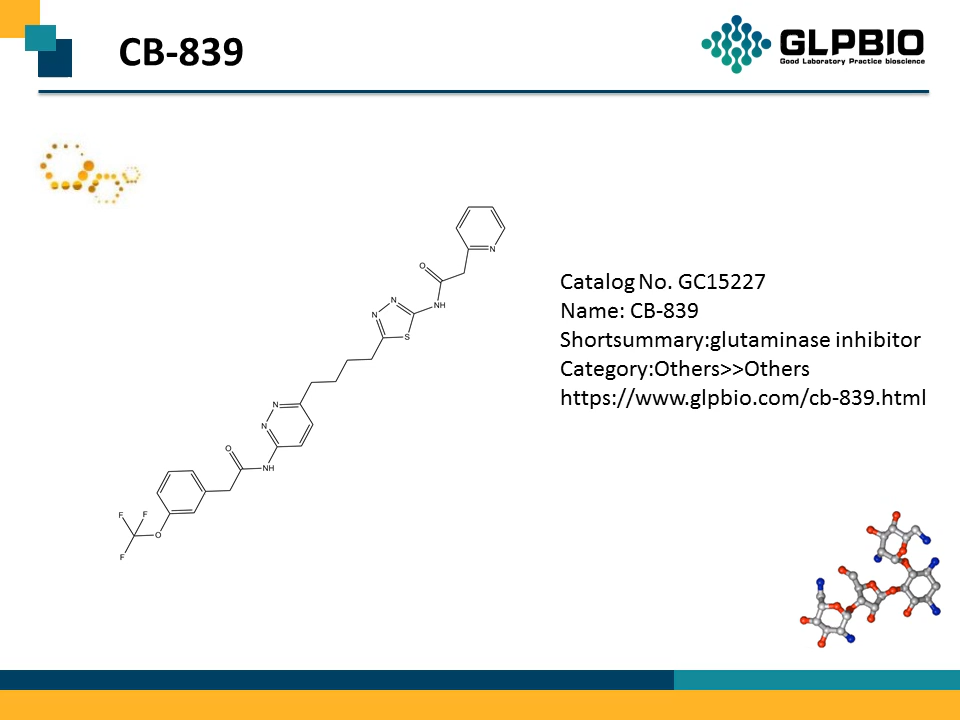 CB-839
GLPBIO
Good Laboratory Practice bioscience
N
O
NH
N
N
S
N
N
O
NH
F
F
O
F
Catalog No. GC15227
Name: CB-839
Shortsummary:glutaminase inhibitor
Category:Others>>Others
https://www.glpbio.com/cb-839.html